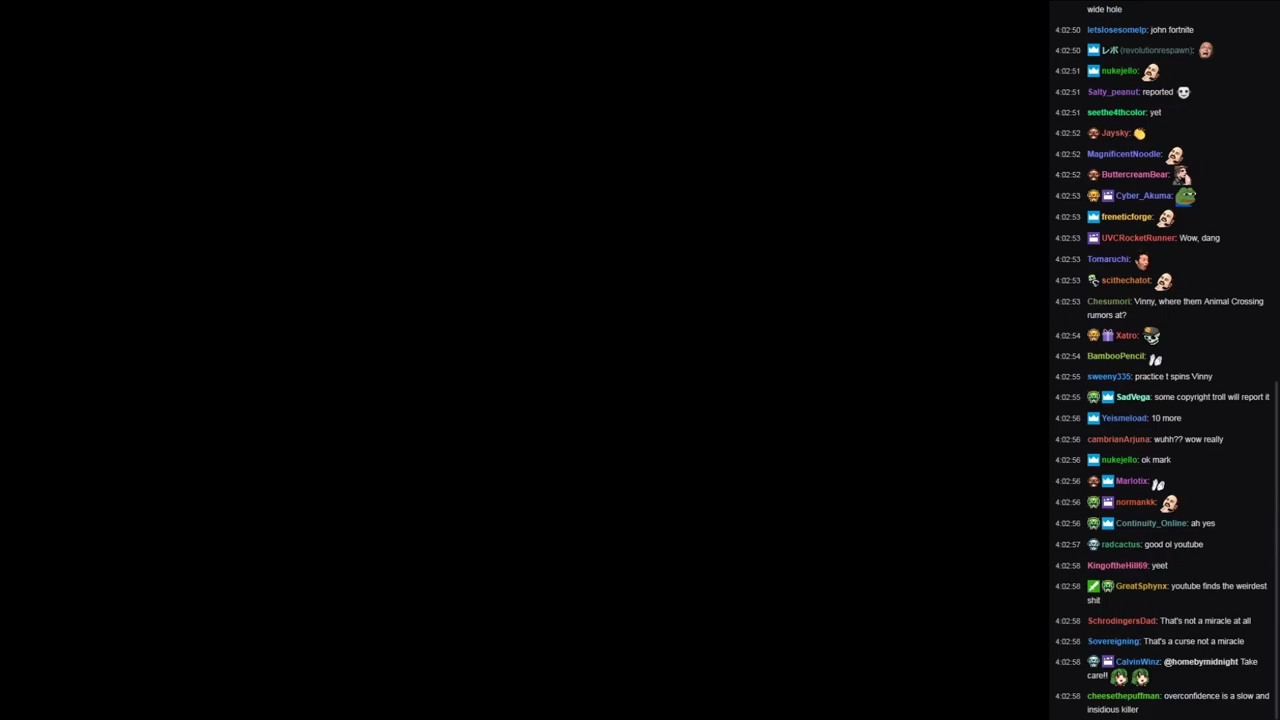 wide hole
4:02:50 letslosesomelp: john fortnite
4:02:50 レボ (revolutionrespawn):
4:02:51 nukejello:
4:02:51 Salty_peanut: reported
4:02:51 seethe4thcolor: yet
4:02:52 Jaysky:
4:02:52 MagnificentNoodle:
4:02:52 ButtercreamBear:
4:02:53 Cyber_Akuma:
4:02:53 freneticforge:
4:02:53 UVCRocketRunner: Wow, dang
4:02:53 Tomaruchi:
4:02:53 scithechatot:
4:02:53 Chesumori: Vinny, where them Animal Crossing
rumors at?
4:02:54 Xatro:
4:02:54 BambooPencil:
4:02:55 sweeny335: practice t spins Vinny
4:02:55 SadVega: some copyright troll will report it
4:02:56 Yeismeload: 10 more
4:02:56 cambrianArjuna: wuhh?? wow really
4:02:56 nukejello: ok mark
4:02:56 Marlotix:
4:02:56 normankk:
4:02:56 Continuity_Online: ah yes
4:02:57 radcactus: good ol youtube
4:02:58 KingoftheHill69: yeet
4:02:58 GreatSphynx: youtube finds the weirdest
shit
4:02:58 SchrodingersDad: That's not a miracle at all
4:02:58 Sovereigning: That's a curse not a miracle
4:02:58 CalvinWinz: @homebymidnight Take
care!!
4:02:58 cheesethepuffman: overconfidence is a slow and
insidious killer